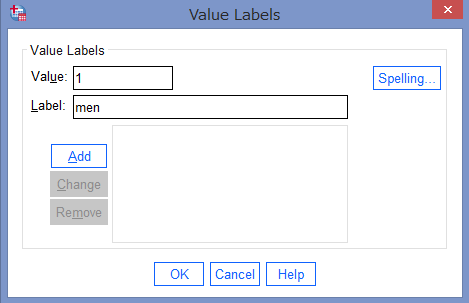 Value Labels
Value Labels
Value: 1
Spelling...
Label: men
Add
Change
Remove
OK Cancel Help